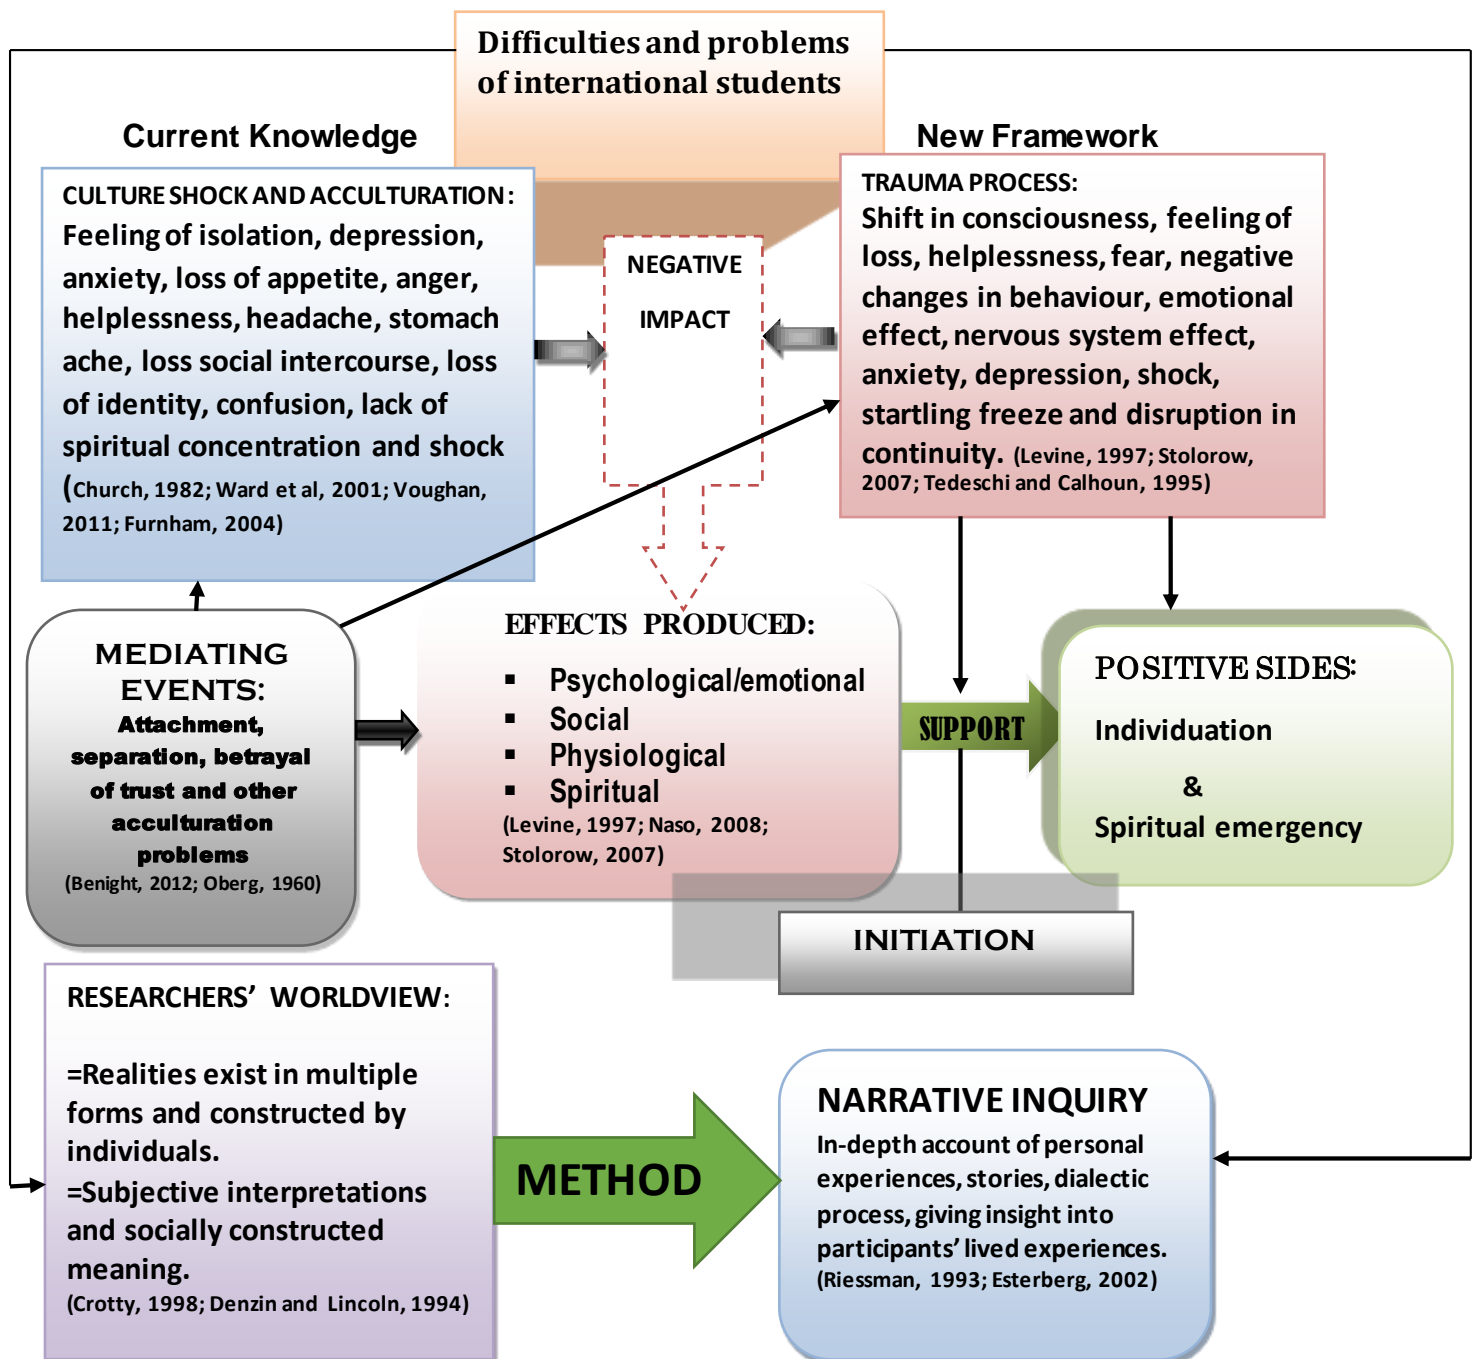 Difficulties and problems
of international students
Current Knowledge
New Framework
CULTURE SHOCK AND ACCULTURATION:
Feeling of isolation, depression,
anxiety, loss of appetite, anger,
helplessness, headache, stomach
ache, loss social intercourse, loss
of identity, confusion, lack of
spiritual concentration and shock
(Church, 1982; Ward et al, 2001; Voughan,
2011; Furnham, 2004)
NEGATIVE
IMPACT
TRAUMA PROCESS:
Shift in consciousness, feeling of
loss, helplessness, fear, negative
changes in behaviour, emotional
effect, nervous system effect,
anxiety, depression, shock,
startling freeze and disruption in
continuity. (Levine, 1997; Stolorow,
2007; Tedeschi and Calhoun, 1995)
MEDIATING
EVENTS:
Attachment,
separation, betrayal
of trust and other
acculturation
problems
(Benight, 2012; Oberg, 1960)
EFFECTS PRODUCED:
▪ Psychological/emotional
▪ Social
▪ Physiological
▪ Spiritual
(Levine, 1997; Naso, 2008;
Stolorow, 2007)
SUPPORT
POSITIVE SIDES:
Individuation
&
Spiritual emergency
INITIATION
RESEARCHERS' WORLDVIEW:
=Realities exist in multiple
forms and constructed by
individuals.
=Subjective interpretations
and socially constructed
meaning.
(Crotty, 1998; Denzin and Lincoln, 1994)
METHOD
NARRATIVE INQUIRY
In-depth account of personal
experiences, stories, dialectic
process, giving insight into
participants' lived experiences.
(Riessman, 1993; Esterberg, 2002)